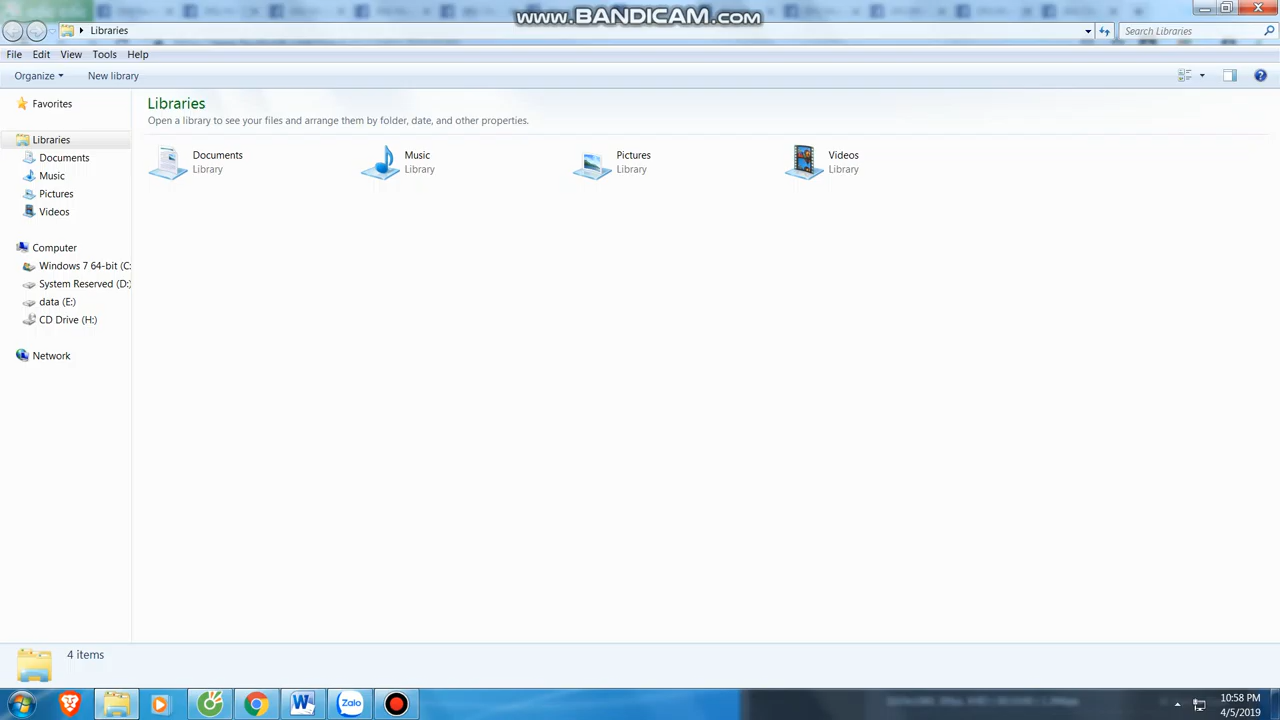 www.BANDICAM.com
Libraries
Search Libraries
File Edit View Tools Help
Organize New library
Favorites
Libraries
Documents
Music
Pictures
Videos
Computer
Windows 7 64-bit (C:
System Reserved (D:)
data (E:)
CD Drive (H:)
Network
Libraries
Open a library to see your files and arrange them by folder, date, and other properties.
Documents
Library
Music
Library
Pictures
Library
Videos
Library
4 items
Zalo
10:58 PM
4/5/2019